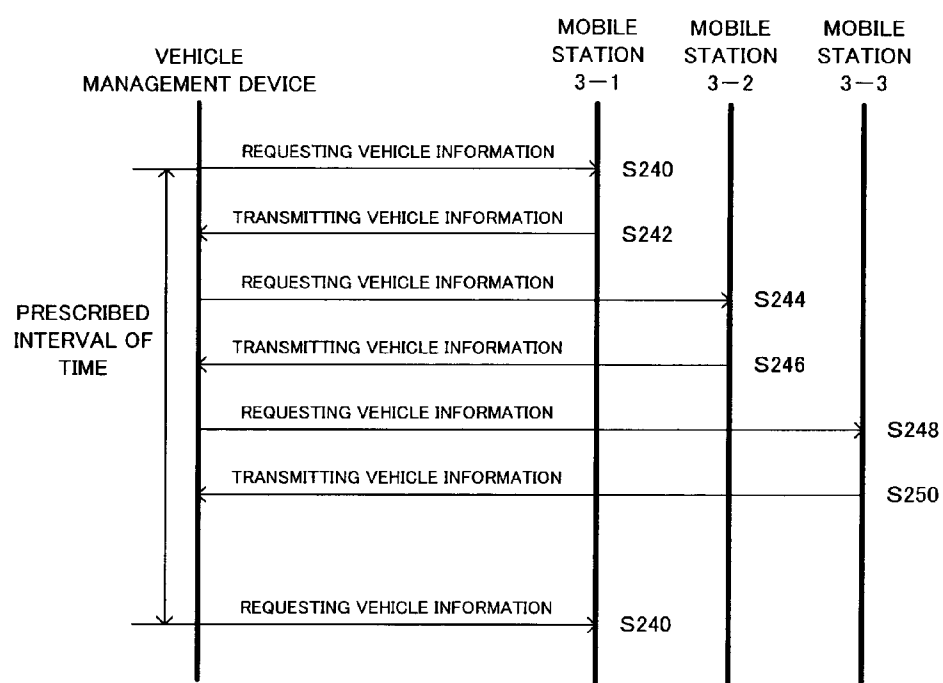 VEHICLE
MANAGEMENT DEVICE
MOBILE
STATION
3－1
MOBILE
STATION
3－2
MOBILE
STATION
3－3
REQUESTING VEHICLE INFORMATION
S240
TRANSMITTING VEHICLE INFORMATION
S242
REQUESTING VEHICLE INFORMATION
S244
PRESCRIBED
INTERVAL OF
TIME
TRANSMITTING VEHICLE INFORMATION
S246
REQUESTING VEHICLE INFORMATION
S248
TRANSMITTING VEHICLE INFORMATION
S250
REQUESTING VEHICLE INFORMATION
S240